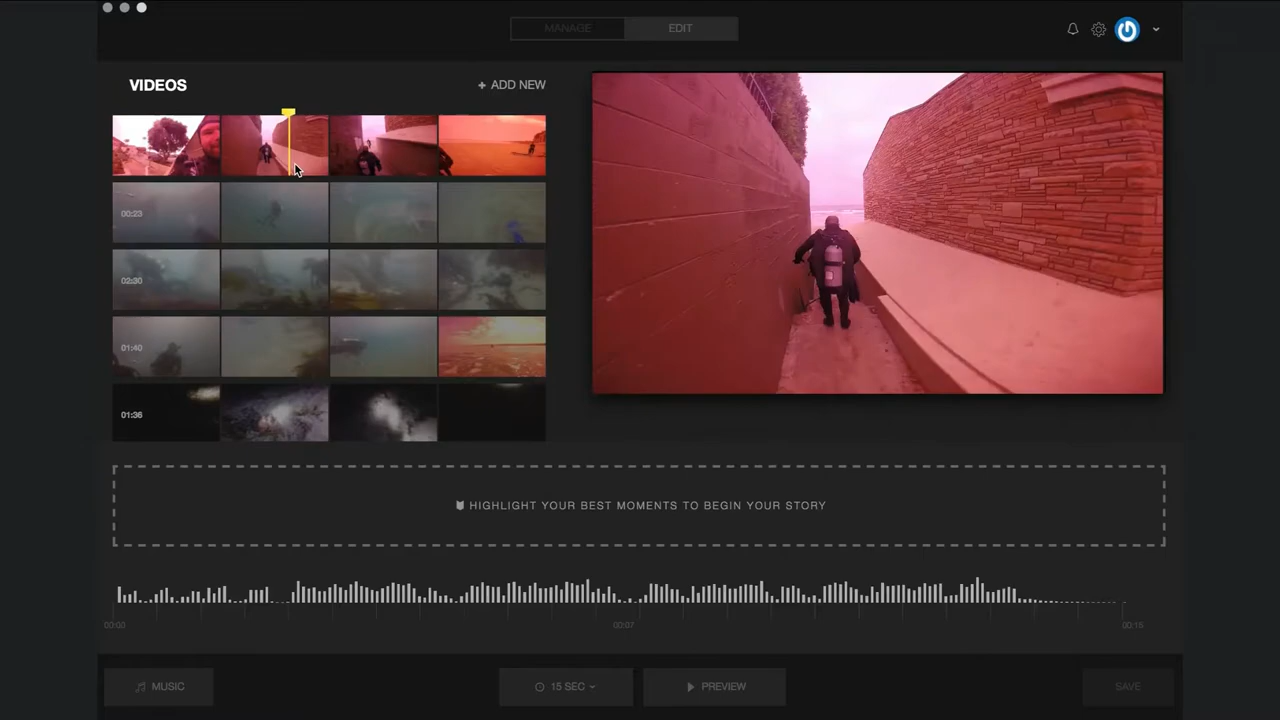 MANAGE
EDIT
VIDEOS
+ ADD NEW
00:23
02:30
01:40
01:36
HIGHLIGHT YOUR BEST MOMENTS TO BEGIN YOUR STORY
00:00
00:07
00:15
MUSIC
15 SEC
PREVIEW
SAVE